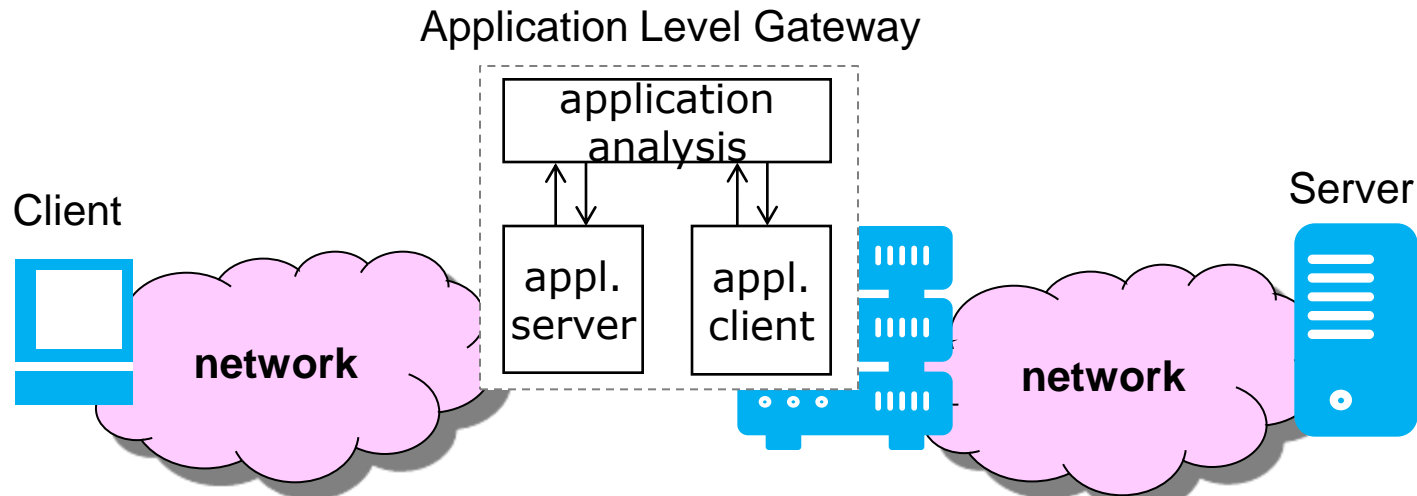 Application Level Gateway
application
analysis
Client
Server
appl.
server
appl.
client
network
network